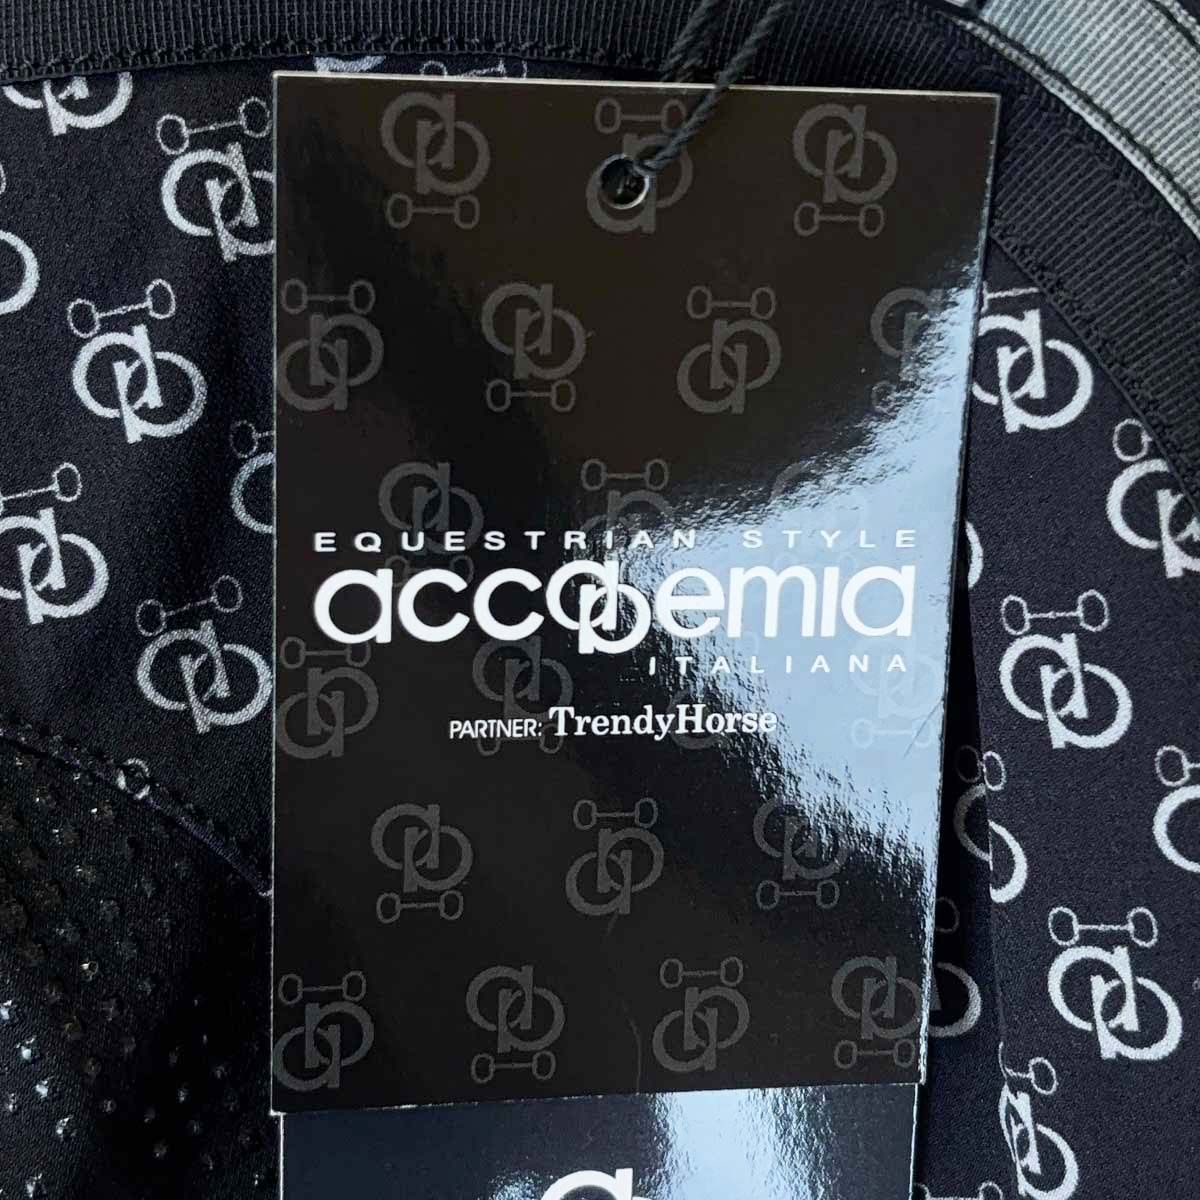 EQUESTRIAN STYLE
accademia
ITALIANA
PARTNER: TrendyHorse